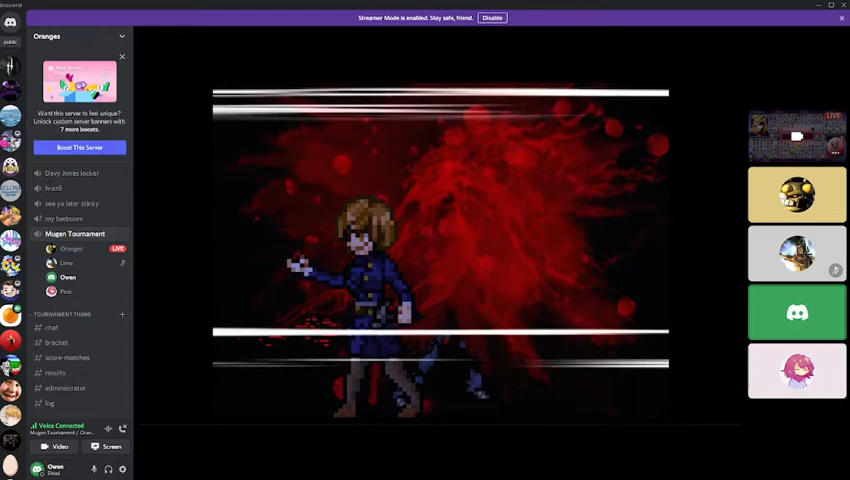 Discord
Streamer Mode is enabled. Stay safe, friend.
Disable
public
Oranges
Want this server to feel unique?
Unlock custom server banners with
7 more boosts.
Boost This Server
Davy Jones locker
brazil
see ya later stinky
my bedroom
Mugen Tournament
Oranges LIVE
Lime
Owen
Pear
TOURNAMENT THING
chat
bracket
score-matches
results
administrator
log
Voice Connected
Mugen Tournament / Oran...
Video
Screen
Owen
Dead
LIVE